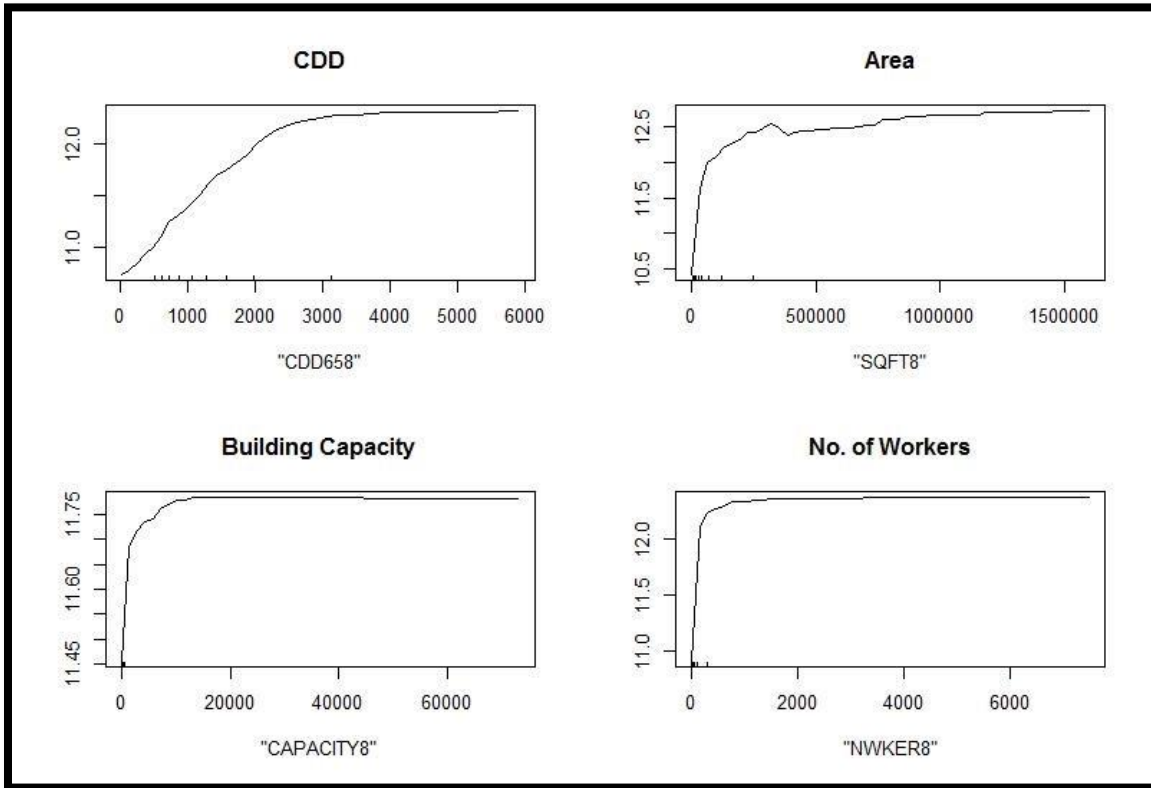 CDD
12.0
11.0
0 1000 2000 3000 4000 5000 6000
"CDD658"
Area
12.5
11.5
10.5
0 500000 1000000 1500000
"SQFT8"
Building Capacity
11.75
11.60
11.45
0 20000 40000 60000
"CAPACITY8"
No. of Workers
12.0
11.5
11.0
0 2000 4000 6000
"NWKER8"